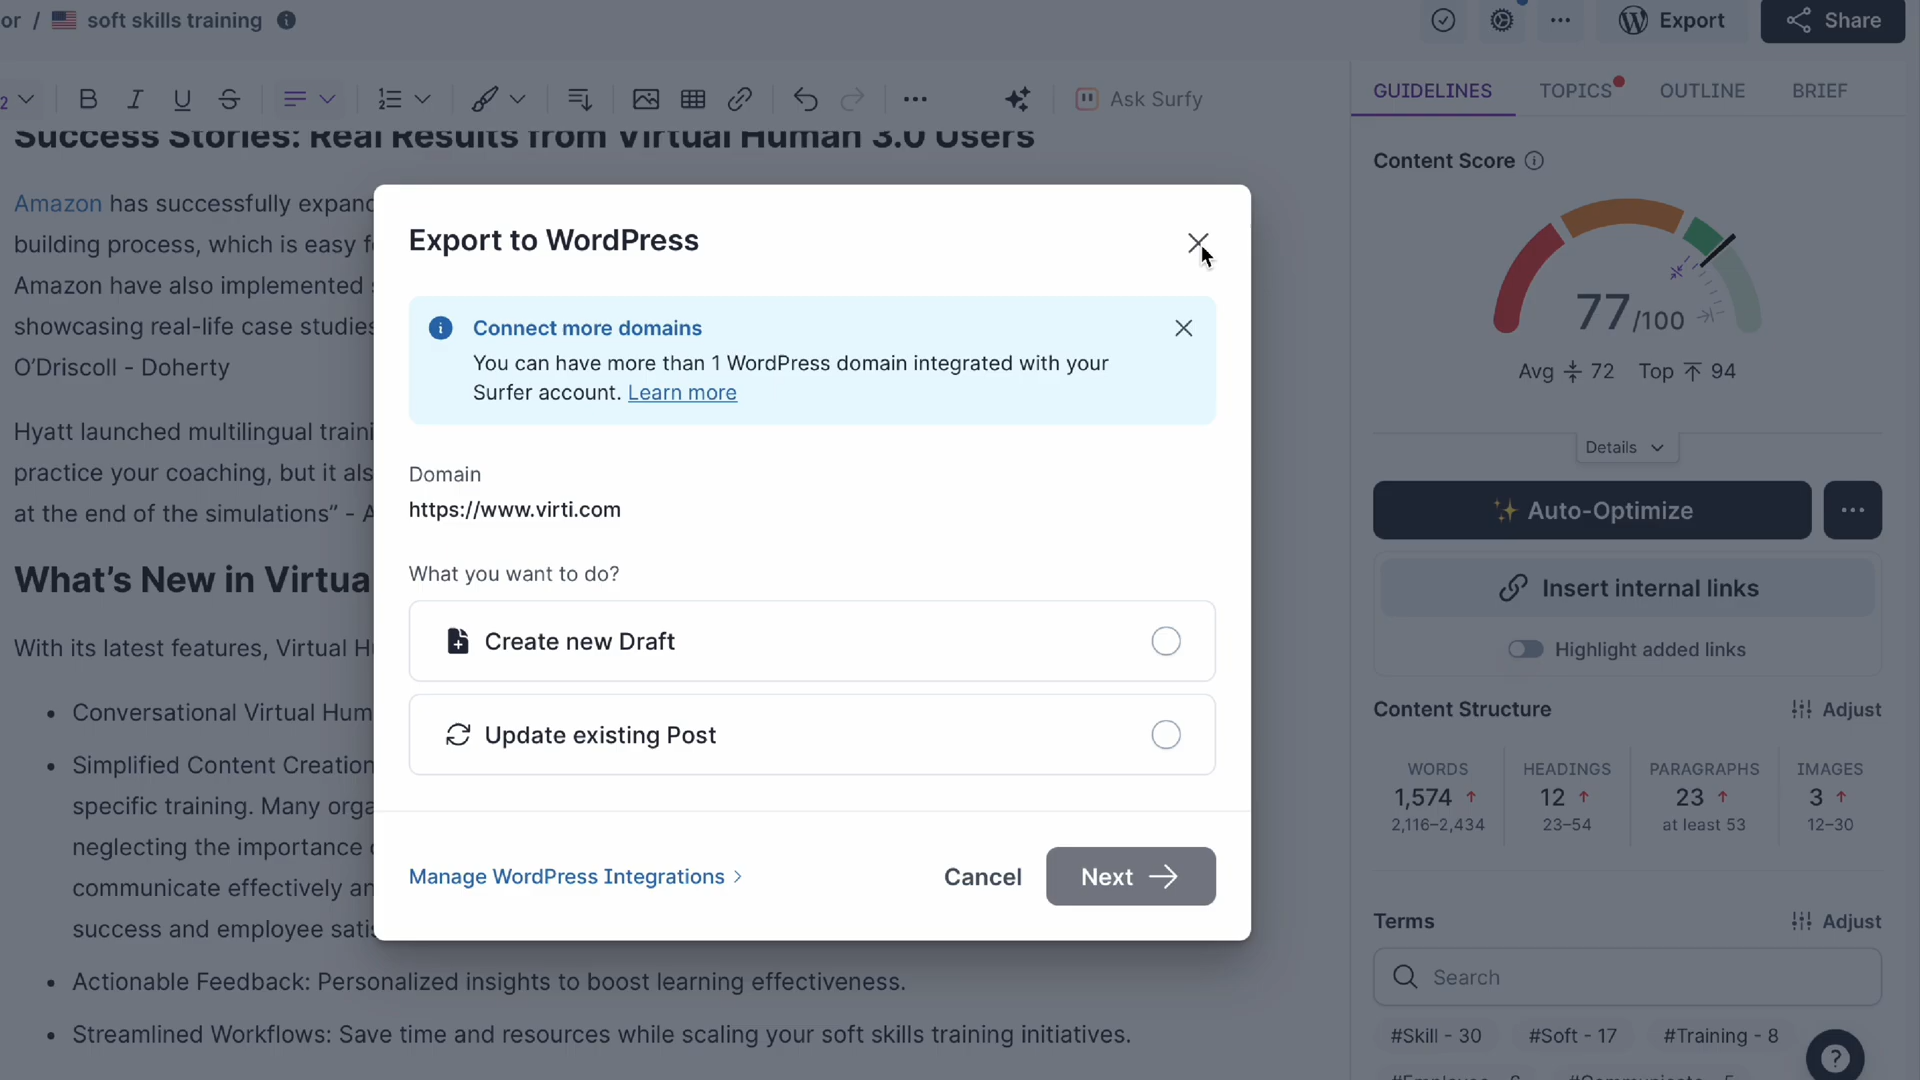 or / soft skills training
Export
Share
2
B I U S
Ask Surfy
GUIDELINES TOPICS OUTLINE BRIEF
Success Stories: Real Results from Virtual Human 3.0 Users
Amazon has successfully expand
building process, which is easy f
Amazon have also implemented
showcasing real-life case studies
O’Driscoll - Doherty
Hyatt launched multilingual traini
practice your coaching, but it als
at the end of the simulations” - A
What’s New in Virtua
With its latest features, Virtual H
• Conversational Virtual Hum
• Simplified Content Creation
specific training. Many orga
neglecting the importance
communicate effectively an
success and employee satis
• Actionable Feedback: Personalized insights to boost learning effectiveness.
• Streamlined Workflows: Save time and resources while scaling your soft skills training initiatives.
Export to WordPress
Connect more domains
You can have more than 1 WordPress domain integrated with your
Surfer account. Learn more
Domain
https://www.virti.com
What you want to do?
Create new Draft
Update existing Post
Manage WordPress Integrations >
Cancel
Next →
Content Score
77/100
Avg 72 Top 94
Details
Auto-Optimize
Insert internal links
Highlight added links
Content Structure Adjust
WORDS HEADINGS PARAGRAPHS IMAGES
1,574 ↑ 12 ↑ 23 ↑ 3 ↑
2,116–2,434 23–54 at least 53 12–30
Terms Adjust
Search
#Skill - 30 #Soft - 17 #Training - 8
?